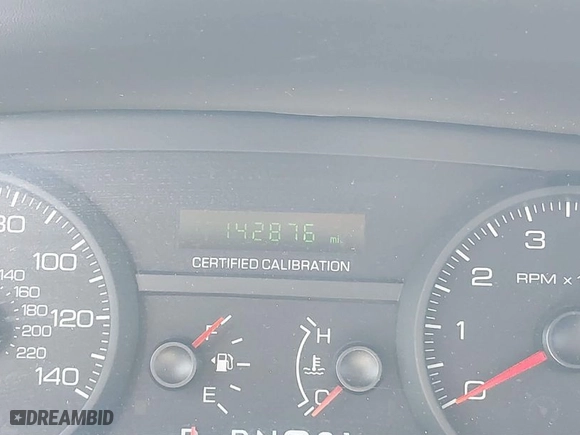 142876 mi
CERTIFIED CALIBRATION
80
100
120
140
140
160
180
200
220
F
E
H
C
3
2
1
0
RPM x
DREAMBID